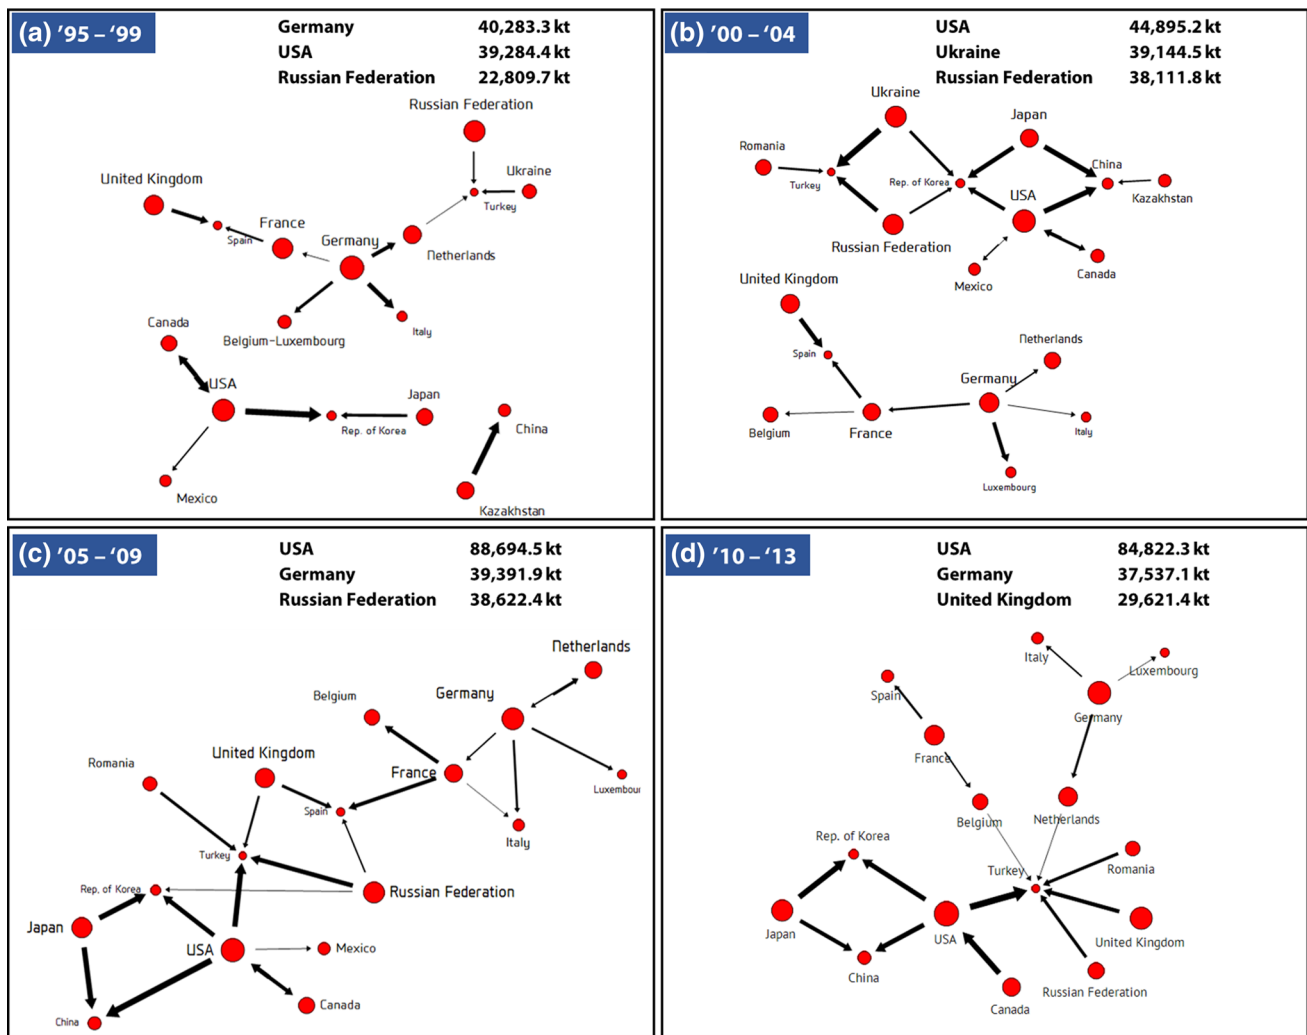 (a) ’95 – ‘99
Germany 40,283.3 kt
USA 39,284.4 kt
Russian Federation 22,809.7 kt
Russian Federation
Ukraine
Turkey
United Kingdom
Spain
France
Germany
Netherlands
Belgium-Luxembourg
Italy
Canada
USA
Japan
Rep. of Korea
China
Mexico
Kazakhstan
(b) ’00 – ‘04
USA 44,895.2 kt
Ukraine 39,144.5 kt
Russian Federation 38,111.8 kt
Ukraine
Japan
Romania
China
Turkey
Rep. of Korea
USA
Kazakhstan
Russian Federation
Mexico
Canada
United Kingdom
Netherlands
Spain
Germany
Belgium
France
Italy
Luxembourg
(c) ’05 – ‘09
USA 88,694.5 kt
Germany 39,391.9 kt
Russian Federation 38,622.4 kt
Netherlands
Belgium
Germany
United Kingdom
Romania
France
Luxembour
Spain
Italy
Turkey
Rep. of Korea
Russian Federation
Japan
USA
Mexico
Canada
China
(d) ’10 – ‘13
USA 84,822.3 kt
Germany 37,537.1 kt
United Kingdom 29,621.4 kt
Italy
Luxembourg
Spain
Germany
France
Belgium
Netherlands
Rep. of Korea
Turkey
Romania
Japan
USA
United Kingdom
China
Russian Federation
Canada